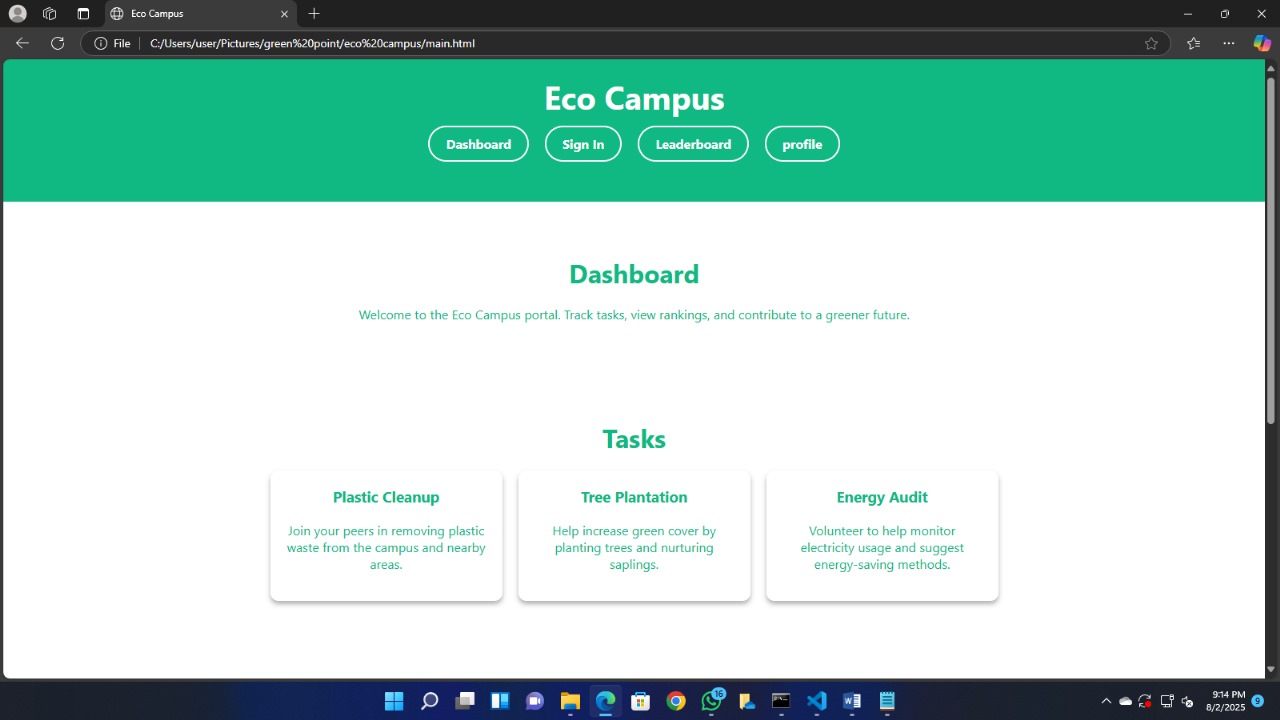 Eco Campus
File
C:/Users/user/Pictures/green%20point/eco%20campus/main.html
Eco Campus
Dashboard
Sign In
Leaderboard
profile
Dashboard
Welcome to the Eco Campus portal. Track tasks, view rankings, and contribute to a greener future.
Tasks
Plastic Cleanup
Join your peers in removing plastic
waste from the campus and nearby
areas.
Tree Plantation
Help increase green cover by
planting trees and nurturing
saplings.
Energy Audit
Volunteer to help monitor
electricity usage and suggest
energy-saving methods.
16
9:14 PM
8/2/2025
9